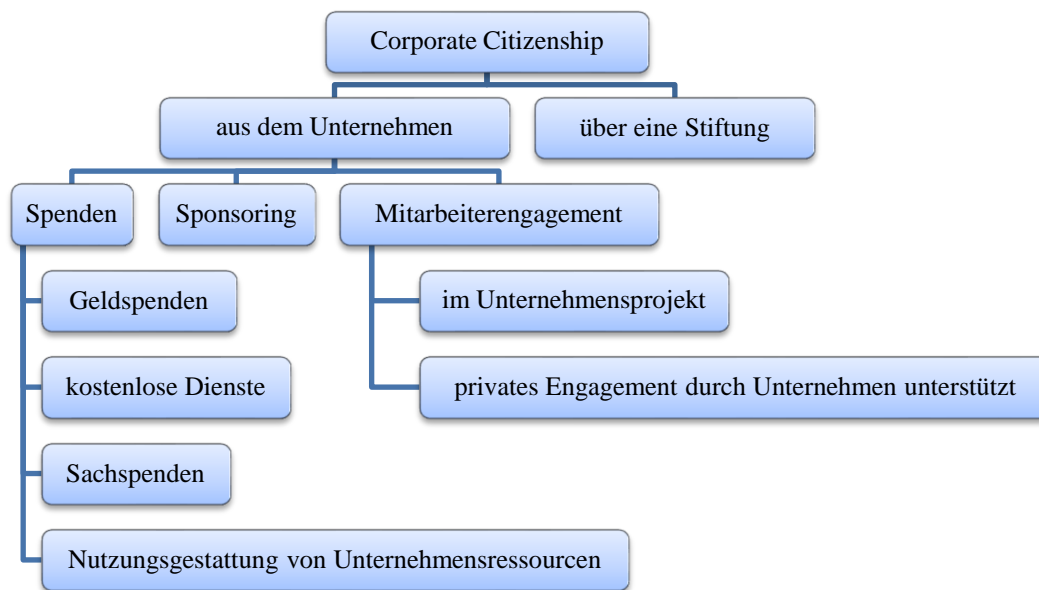 Corporate Citizenship
aus dem Unternehmen
über eine Stiftung
Spenden
Sponsoring
Mitarbeiterengagement
Geldspenden
im Unternehmensprojekt
kostenlose Dienste
privates Engagement durch Unternehmen unterstützt
Sachspenden
Nutzungsgestattung von Unternehmensressourcen